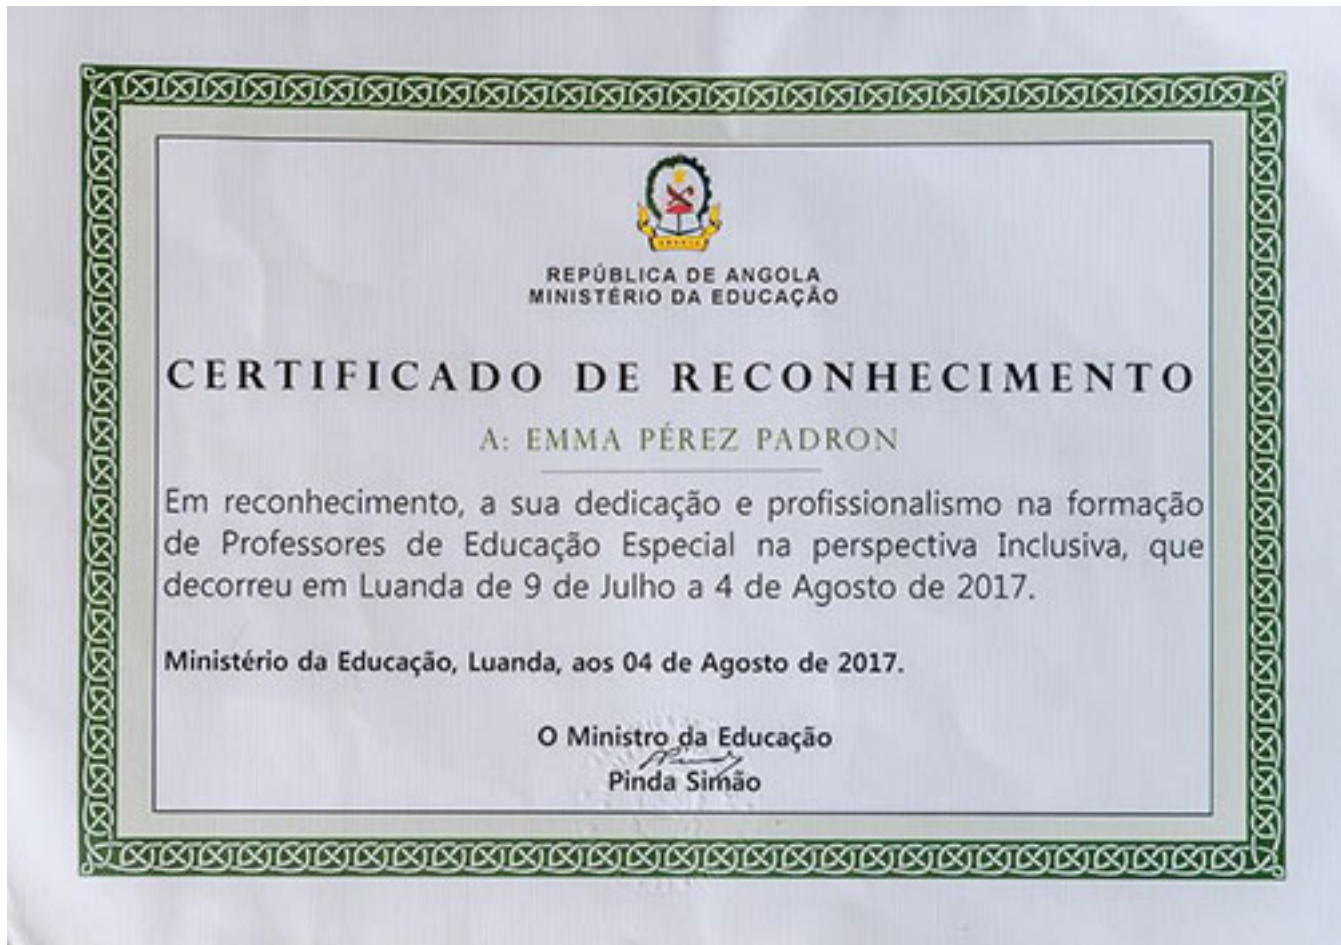 REPÚBLICA DE ANGOLA
MINISTÉRIO DA EDUCAÇÃO
CERTIFICADO DE RECONHECIMENTO
A: EMMA PÉREZ PADRON
Em reconhecimento, a sua dedicação e profissionalismo na formação
de Professores de Educação Especial na perspectiva Inclusiva, que
decorreu em Luanda de 9 de Julho a 4 de Agosto de 2017.
Ministério da Educação, Luanda, aos 04 de Agosto de 2017.
O Ministro da Educação
Pinda Simão